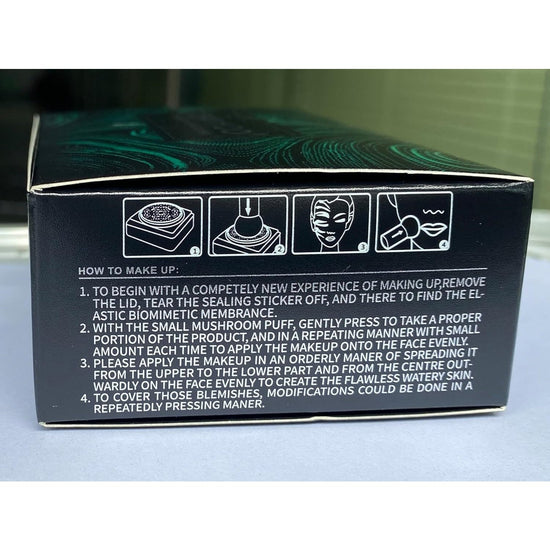 1
2
3
4
HOW TO MAKE UP:
1. TO BEGIN WITH A COMPETELY NEW EXPERIENCE OF MAKING UP,REMOVE
THE LID, TEAR THE SEALING STICKER OFF, AND THERE TO FIND THE EL-
ASTIC BIOMIMETIC MEMBRANCE.
2. WITH THE SMALL MUSHROOM PUFF, GENTLY PRESS TO TAKE A PROPER
PORTION OF THE PRODUCT, AND IN A REPEATING MANNER WITH SMALL
AMOUNT EACH TIME TO APPLY THE MAKEUP ONTO THE FACE EVENLY.
3. PLEASE APPLY THE MAKEUP IN AN ORDERLY MANER OF SPREADING IT
FROM THE UPPER TO THE LOWER PART AND FROM THE CENTRE OUT-
WARDLY ON THE FACE EVENLY TO CREATE THE FLAWLESS WATERY SKIN.
4. TO COVER THOSE BLEMISHES, MODIFICATIONS COULD BE DONE IN A
REPEATEDLY PRESSING MANER.